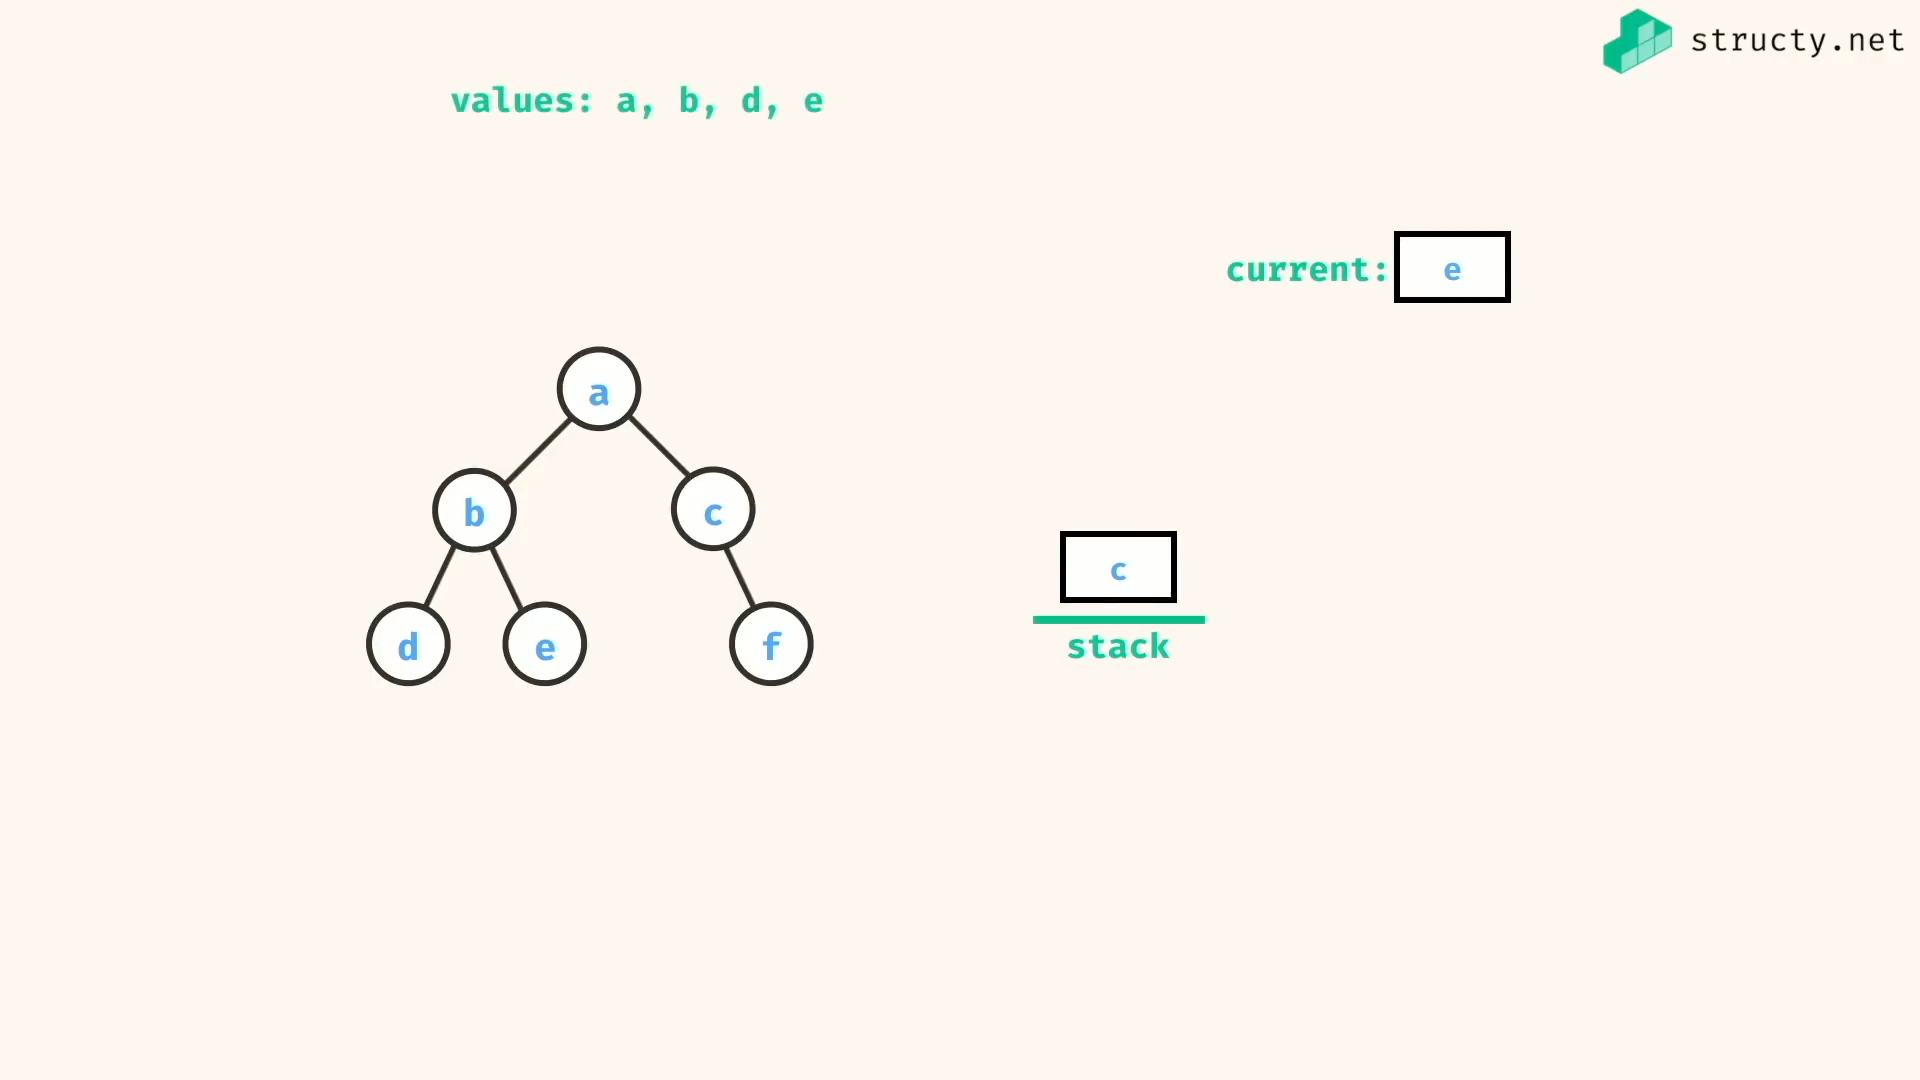 structy.net
values: a, b, d, e
current: e
a
b
c
c
d
e
f
stack